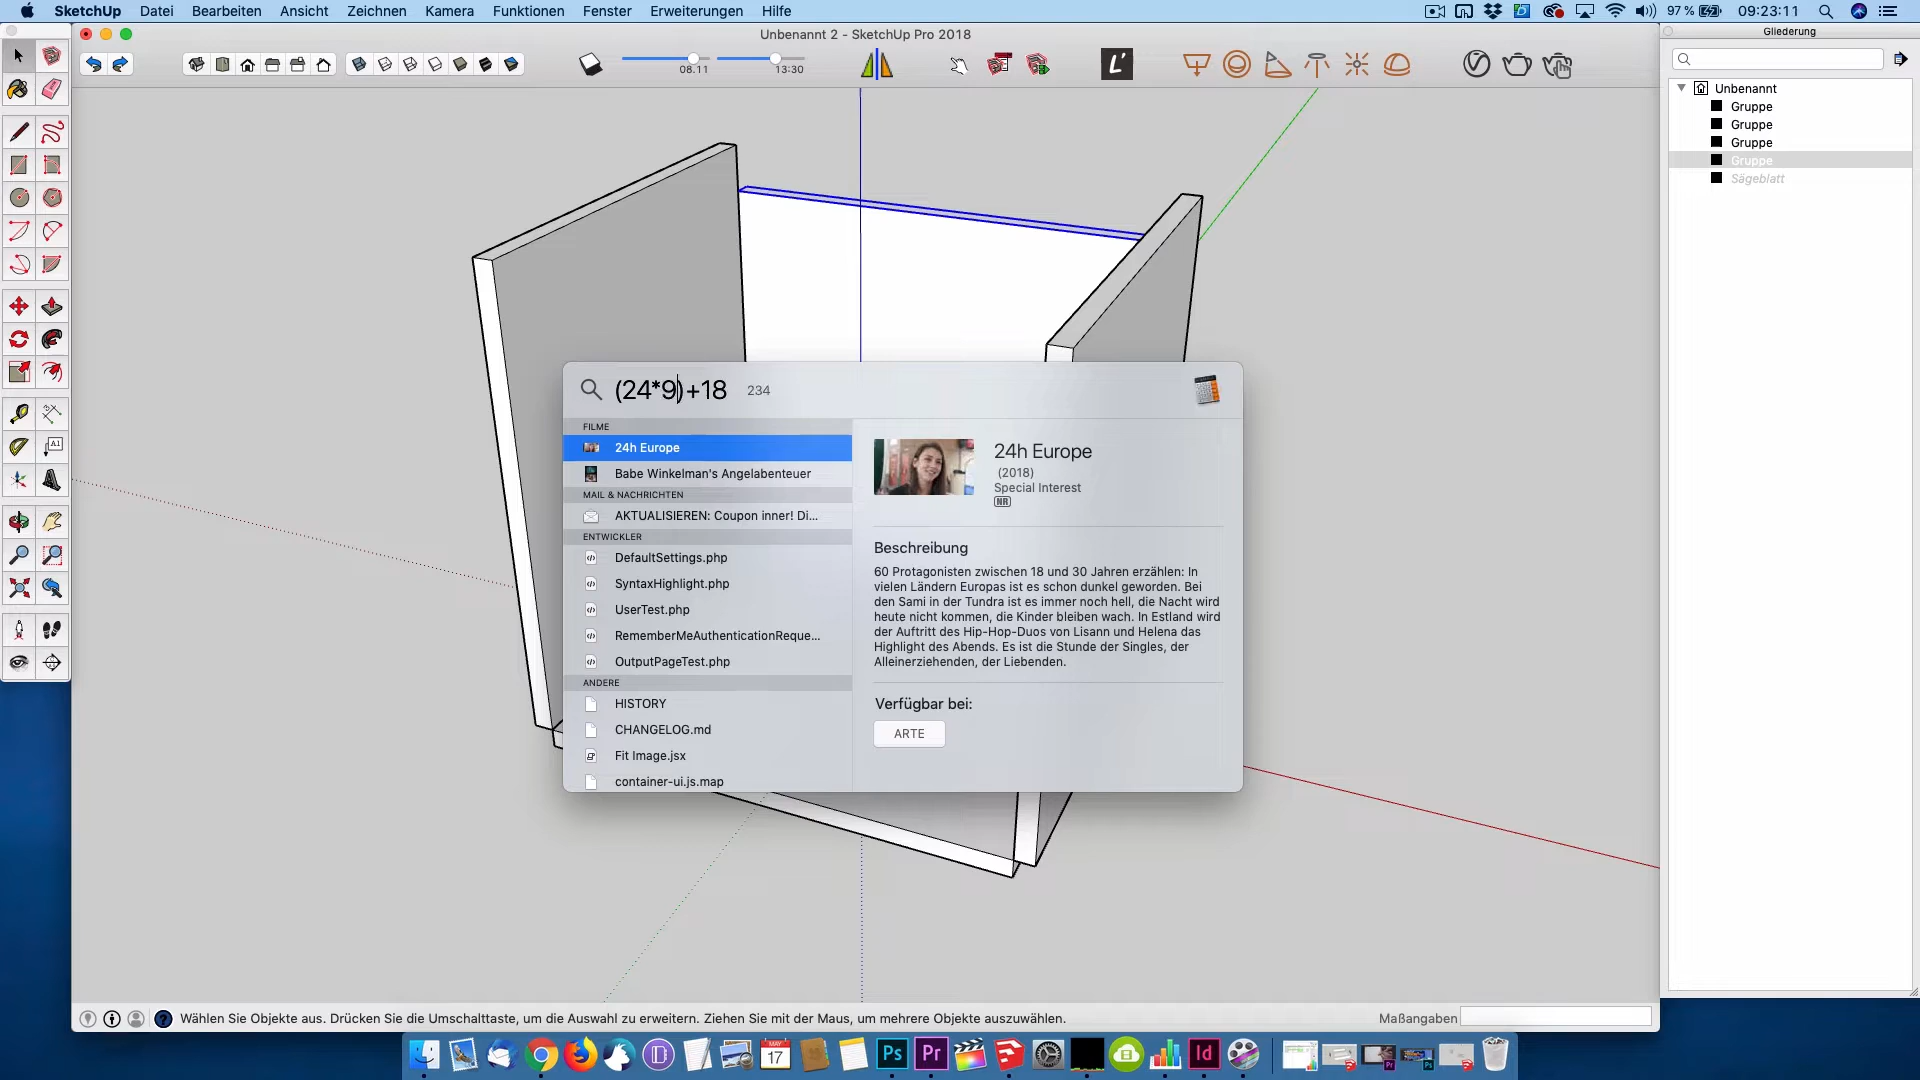 SketchUp Datei Bearbeiten Ansicht Zeichnen Kamera Funktionen Fenster Erweiterungen Hilfe 97 % 09:23:11
Unbenannt 2 - SketchUp Pro 2018
Gliederung
08.11 13:30
L'
Unbenannt
Gruppe
Gruppe
Gruppe
Gruppe
Sägeblatt
A1
(24*9)+18 234
FILME
24h Europe
Babe Winkelman's Angelabenteuer
MAIL & NACHRICHTEN
AKTUALISIEREN: Coupon inner! Di...
ENTWICKLER
DefaultSettings.php
SyntaxHighlight.php
UserTest.php
RememberMeAuthenticationReque...
OutputPageTest.php
ANDERE
HISTORY
CHANGELOG.md
Fit Image.jsx
container-ui.js.map
24h Europe
(2018)
Special Interest
NR
Beschreibung
60 Protagonisten zwischen 18 und 30 Jahren erzählen: In
vielen Ländern Europas ist es schon dunkel geworden. Bei
den Sami in der Tundra ist es immer noch hell, die Nacht wird
heute nicht kommen, die Kinder bleiben wach. In Estland wird
der Auftritt des Hip-Hop-Duos von Lisann und Helena das
Highlight des Abends. Es ist die Stunde der Singles, der
Alleinerziehenden, der Liebenden.
Verfügbar bei:
ARTE
Wählen Sie Objekte aus. Drücken Sie die Umschalttaste, um die Auswahl zu erweitern. Ziehen Sie mit der Maus, um mehrere Objekte auszuwählen.
Maßangaben
MAY
17
Ps
Pr
Id